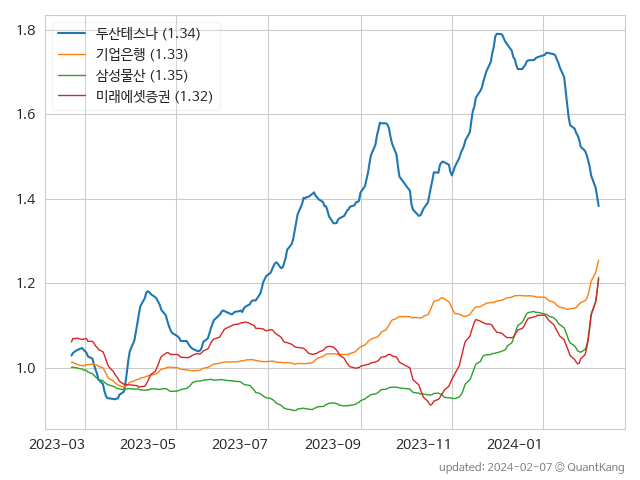 1.8
1.6
1.4
1.2
1.0
두산테스나 (1.34)
기업은행 (1.33)
삼성물산 (1.35)
미래에셋증권 (1.32)
2023-03 2023-05 2023-07 2023-09 2023-11 2024-01
updated: 2024-02-07 © QuantKang